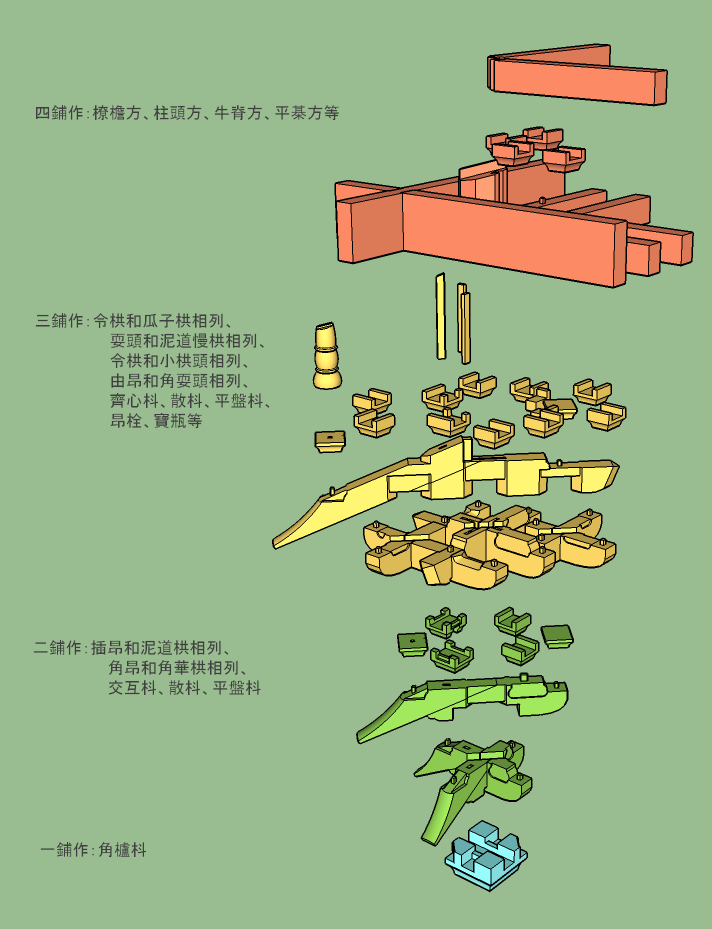 四鋪作：橑檐方、柱頭方、牛脊方、平棊方等
三鋪作：令栱和瓜子栱相列、
耍頭和泥道慢栱相列、
令栱和小栱頭相列、
由昂和角耍頭相列、
齊心枓、散枓、平盤枓、
昂栓、寶瓶等
二鋪作：插昂和泥道栱相列、
角昂和角華栱相列、
交互枓、散枓、平盤枓
一鋪作：角櫨枓